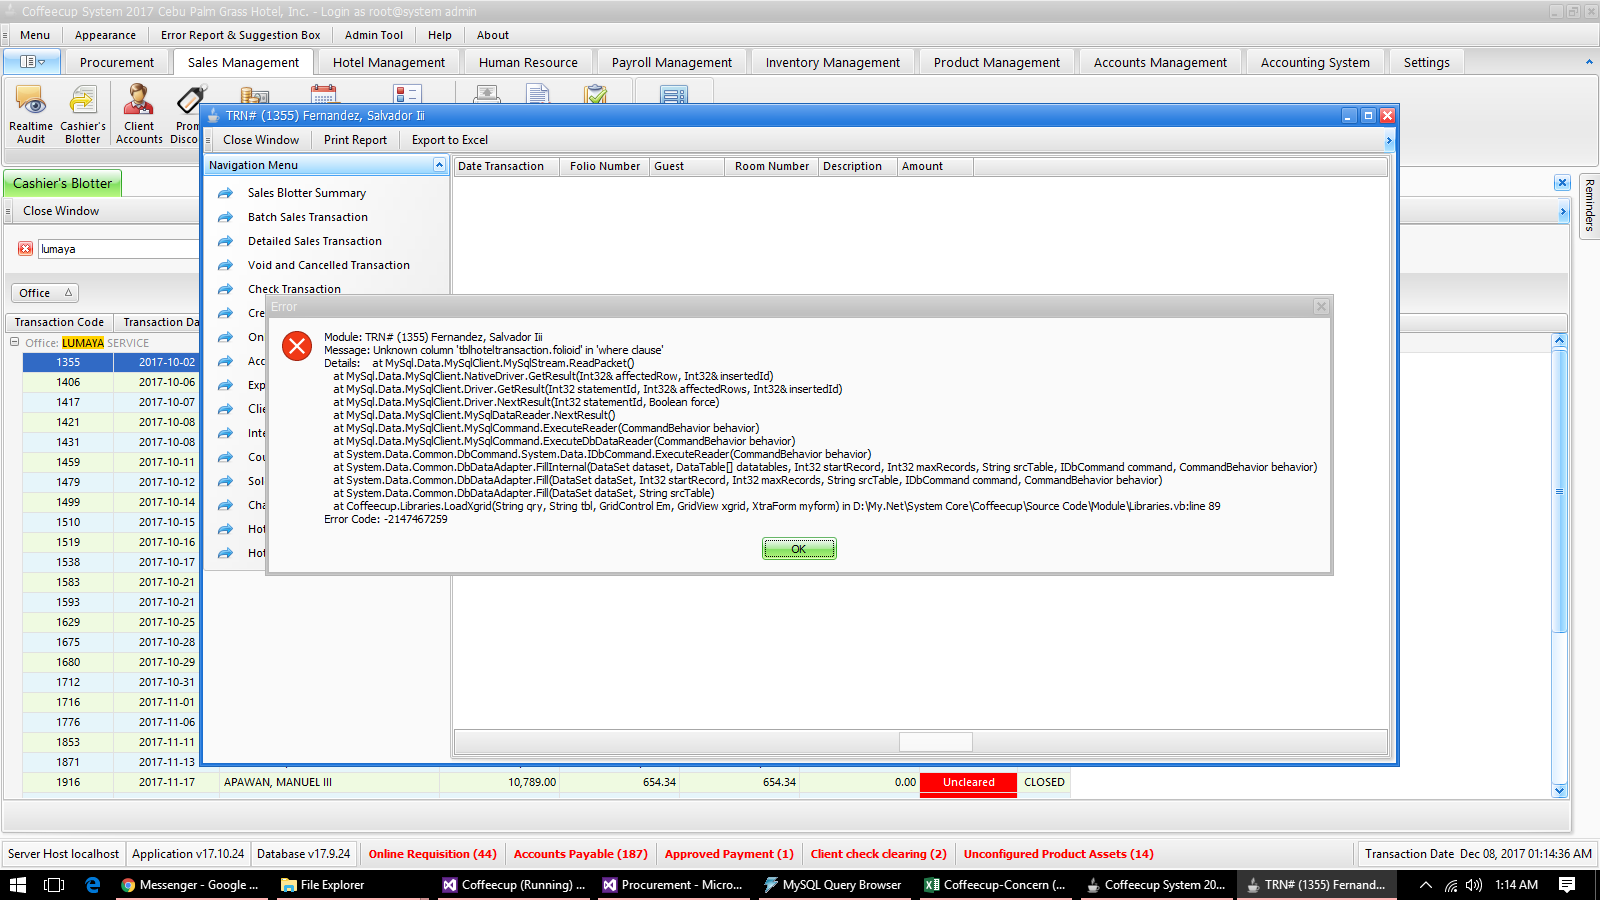 Coffeecup System 2017 Cebu Palm Grass Hotel, Inc. - Login as root@system admin
Menu Appearance Error Report & Suggestion Box Admin Tool Help About
Procurement Sales Management Hotel Management Human Resource Payroll Management Inventory Management Product Management Accounts Management Accounting System Settings
Realtime Audit
Cashier's Blotter
Client Accounts
TRN# (1355) Fernandez, Salvador Iii
Close Window Print Report Export to Excel
Navigation Menu
Date Transaction Folio Number Guest Room Number Description Amount
Sales Blotter Summary
Batch Sales Transaction
Detailed Sales Transaction
Void and Cancelled Transaction
Check Transaction
Cashier's Blotter
Close Window
Reminders
lumaya
Office
Transaction Code Transaction Da
Office: LUMAYA SERVICE
1355 2017-10-02
1406 2017-10-06
1417 2017-10-07
1421 2017-10-08
1431 2017-10-08
1459 2017-10-11
1479 2017-10-12
1499 2017-10-14
1510 2017-10-15
1519 2017-10-16
1538 2017-10-17
1583 2017-10-21
1593 2017-10-21
1629 2017-10-25
1675 2017-10-28
1680 2017-10-29
1712 2017-10-31
1716 2017-11-01
1776 2017-11-06
1853 2017-11-11
1871 2017-11-13
1916 2017-11-17 APAWAN, MANUEL III 10,789.00 654.34 654.34 0.00 Uncleared CLOSED
Cre
On
Acc
Exp
Clie
Inte
Cou
Sol
Cha
Hot
Hot
Error
Module: TRN# (1355) Fernandez, Salvador Iii
Message: Unknown column 'tblhoteltransaction.folioid' in 'where clause'
Details: at MySql.Data.MySqlClient.MySqlStream.ReadPacket()
at MySql.Data.MySqlClient.NativeDriver.GetResult(Int32& affectedRow, Int32& insertedId)
at MySql.Data.MySqlClient.Driver.GetResult(Int32 statementId, Int32& affectedRows, Int32& insertedId)
at MySql.Data.MySqlClient.Driver.NextResult(Int32 statementId, Boolean force)
at MySql.Data.MySqlClient.MySqlDataReader.NextResult()
at MySql.Data.MySqlClient.MySqlCommand.ExecuteReader(CommandBehavior behavior)
at MySql.Data.MySqlClient.MySqlCommand.ExecuteDbDataReader(CommandBehavior behavior)
at System.Data.Common.DbCommand.System.Data.IDbCommand.ExecuteReader(CommandBehavior behavior)
at System.Data.Common.DbDataAdapter.FillInternal(DataSet dataset, DataTable[] datatables, Int32 startRecord, Int32 maxRecords, String srcTable, IDbCommand command, CommandBehavior behavior)
at System.Data.Common.DbDataAdapter.Fill(DataSet dataSet, Int32 startRecord, Int32 maxRecords, String srcTable, IDbCommand command, CommandBehavior behavior)
at System.Data.Common.DbDataAdapter.Fill(DataSet dataSet, String srcTable)
at Coffeecup.Libraries.LoadXgrid(String qry, String tbl, GridControl Em, GridView xgrid, XtraForm myform) in D:\My.Net\System Core\Coffeecup\Source Code\Module\Libraries.vb:line 89
Error Code: -2147467259
OK
Server Host localhost Application v17.10.24 Database v17.9.24 Online Requisition (44) Accounts Payable (187) Approved Payment (1) Client check clearing (2) Unconfigured Product Assets (14) Transaction Date Dec 08, 2017 01:14:36 AM
Messenger - Google ... File Explorer Coffeecup (Running) ... Procurement - Micro... MySQL Query Browser Coffeecup-Concern (... Coffeecup System 20... TRN# (1355) Fernand... 1:14 AM